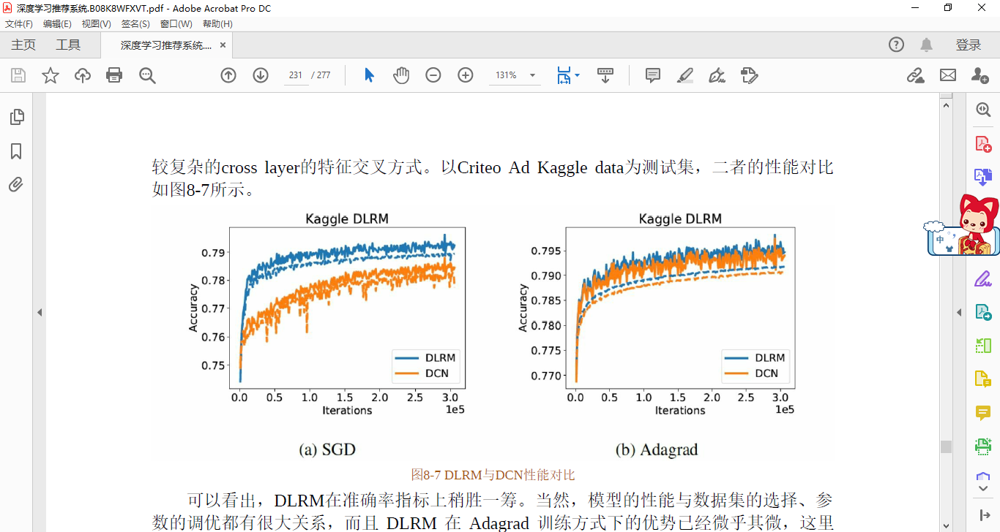 深度学习推荐系统.B08K8WFXVT.pdf - Adobe Acrobat Pro DC
文件(F) 编辑(E) 视图(V) 签名(S) 窗口(W) 帮助(H)
主页 工具 深度学习推荐系统.... × 登录
231 / 277 131%
较复杂的cross layer的特征交叉方式。以Criteo Ad Kaggle data为测试集，二者的性能对比
如图8-7所示。
Kaggle DLRM
Accuracy
0.79
0.78
0.77
0.76
0.75
DLRM
DCN
0.0 0.5 1.0 1.5 2.0 2.5 3.0
Iterations 1e5
(a) SGD
Kaggle DLRM
Accuracy
0.795
0.790
0.785
0.780
0.775
0.770
DLRM
DCN
0.0 0.5 1.0 1.5 2.0 2.5 3.0
Iterations 1e5
(b) Adagrad
图8-7 DLRM与DCN性能对比
可以看出，DLRM在准确率指标上稍胜一筹。当然，模型的性能与数据集的选择、参
数的调优都有很大关系，而且 DLRM 在 Adagrad 训练方式下的优势已经微乎其微，这里
中